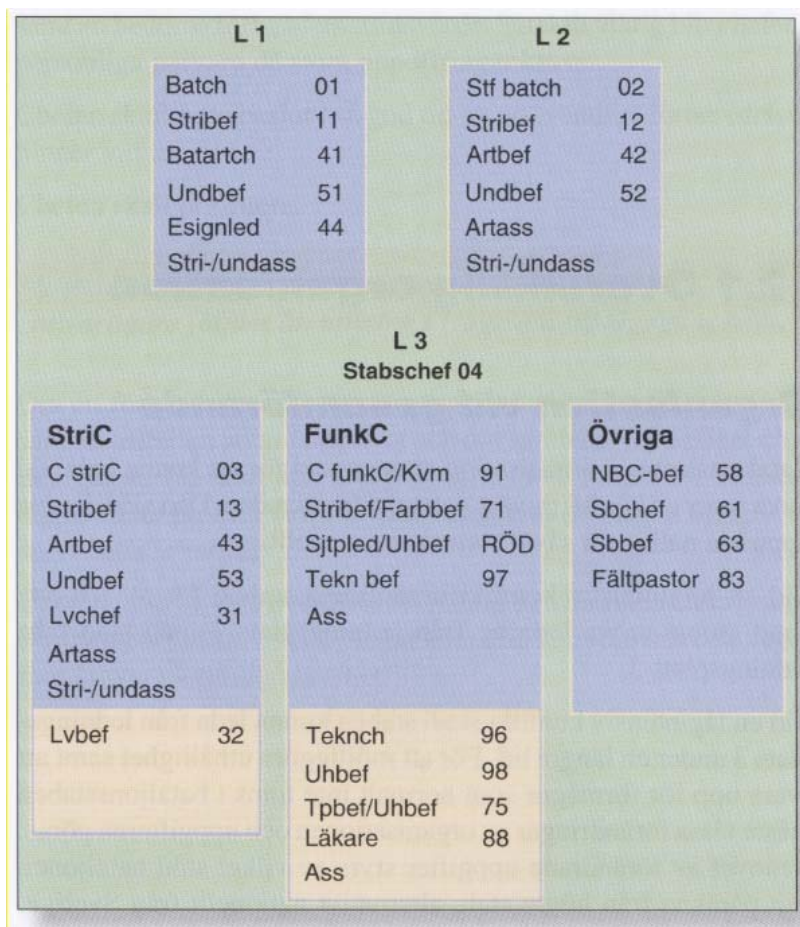 L 1
Batch 01
Stribef 11
Batartch 41
Undbef 51
Esignled 44
Stri-/undass
L 2
Stf batch 02
Stribef 12
Artbef 42
Undbef 52
Artass
Stri-/undass
L 3
Stabschef 04
StriC
C striC 03
Stribef 13
Artbef 43
Undbef 53
Lvchef 31
Artass
Stri-/undass
Lvbef 32
FunkC
C funkC/Kvm 91
Stribef/Farbbef 71
Sjtpled/Uhbef RÖD
Tekn bef 97
Ass
Teknch 96
Uhbef 98
Tpbef/Uhbef 75
Läkare 88
Ass
Övriga
NBC-bef 58
Sbchef 61
Sbbef 63
Fältpastor 83